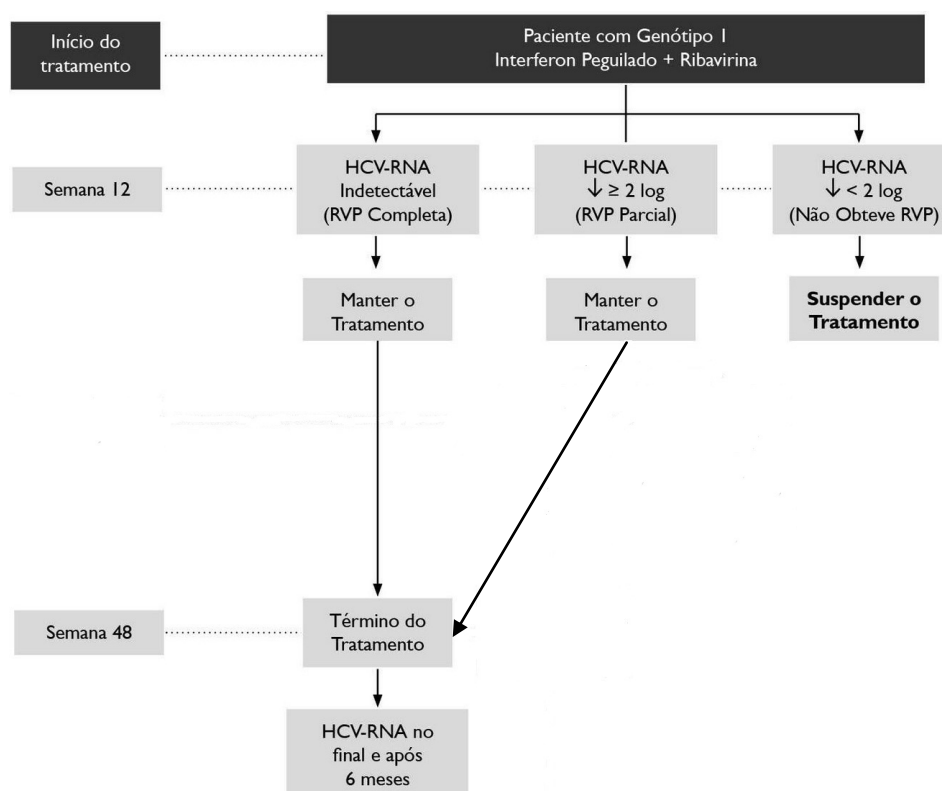 Início do
tratamento
Paciente com Genótipo 1
Interferon Peguilado + Ribavirina
Semana 12
HCV-RNA
Indetectável
(RVP Completa)
HCV-RNA
↓ ≥ 2 log
(RVP Parcial)
HCV-RNA
↓ < 2 log
(Não Obteve RVP)
Manter o
Tratamento
Manter o
Tratamento
Suspender o
Tratamento
Semana 48
Término do
Tratamento
HCV-RNA no
final e após
6 meses